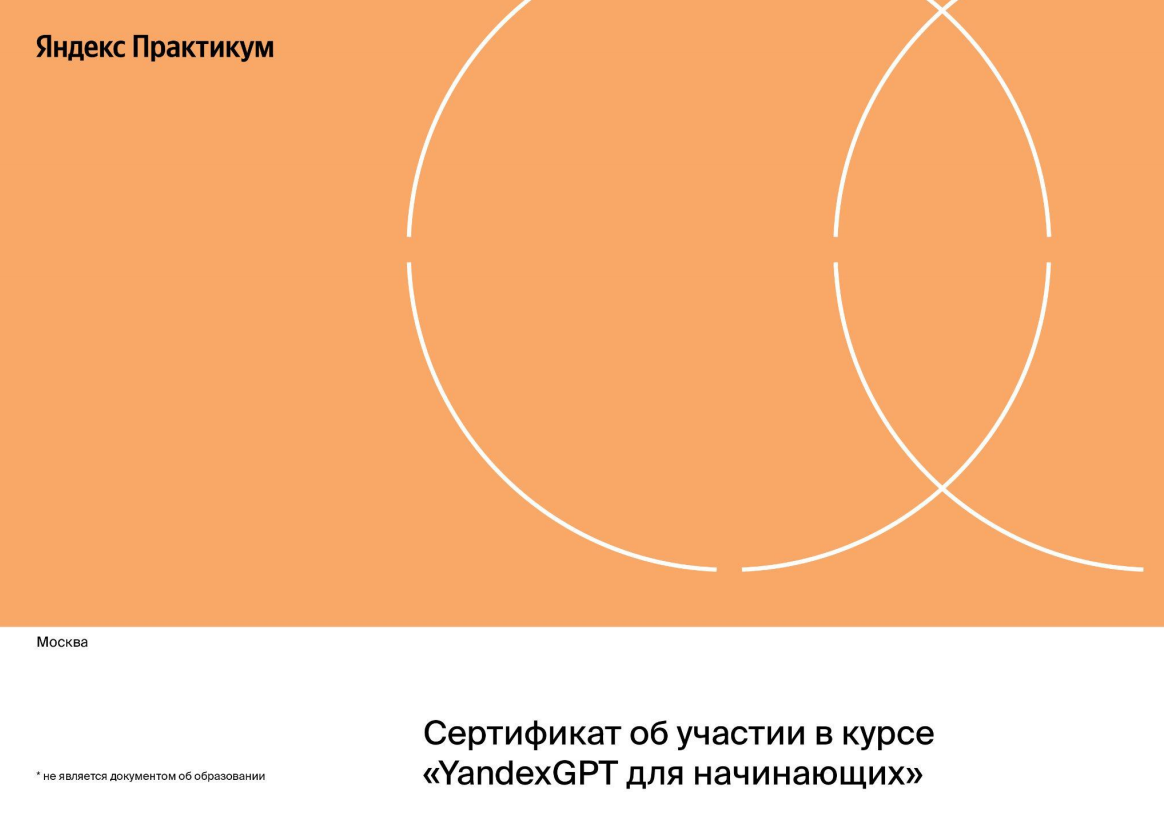 Яндекс Практикум
Москва
Сертификат об участии в курсе
«YandexGPT для начинающих»
* не является документом об образовании